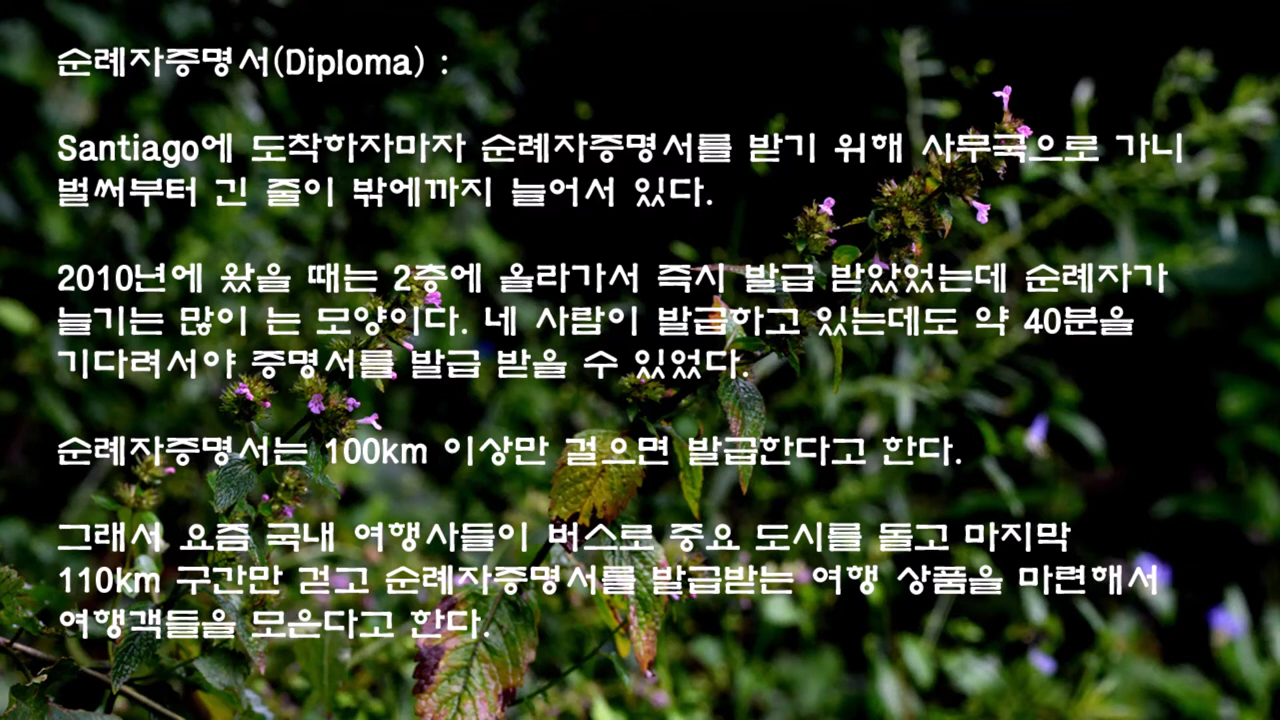 순례자증명서(Diploma) :
Santiago에 도착하자마자 순례자증명서를 받기 위해 사무국으로 가니
벌써부터 긴 줄이 밖에까지 늘어서 있다.
2010년에 왔을 때는 2층에 올라가서 즉시 발급 받았었는데 순례자가
늘기는 많이 는 모양이다. 네 사람이 발급하고 있는데도 약 40분을
기다려서야 증명서를 발급 받을 수 있었다.
순례자증명서는 100km 이상만 걸으면 발급한다고 한다.
그래서 요즘 국내 여행사들이 버스로 중요 도시를 돌고 마지막
110km 구간만 걷고 순례자증명서를 발급받는 여행 상품을 마련해서
여행객들을 모은다고 한다.